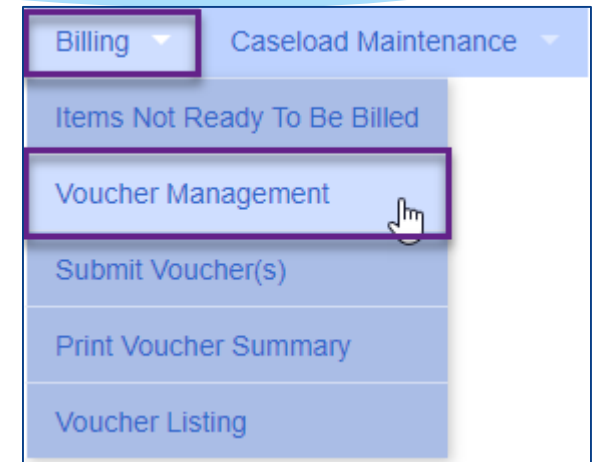 Billing Caseload Maintenance
Items Not Ready To Be Billed
Voucher Management
Submit Voucher(s)
Print Voucher Summary
Voucher Listing